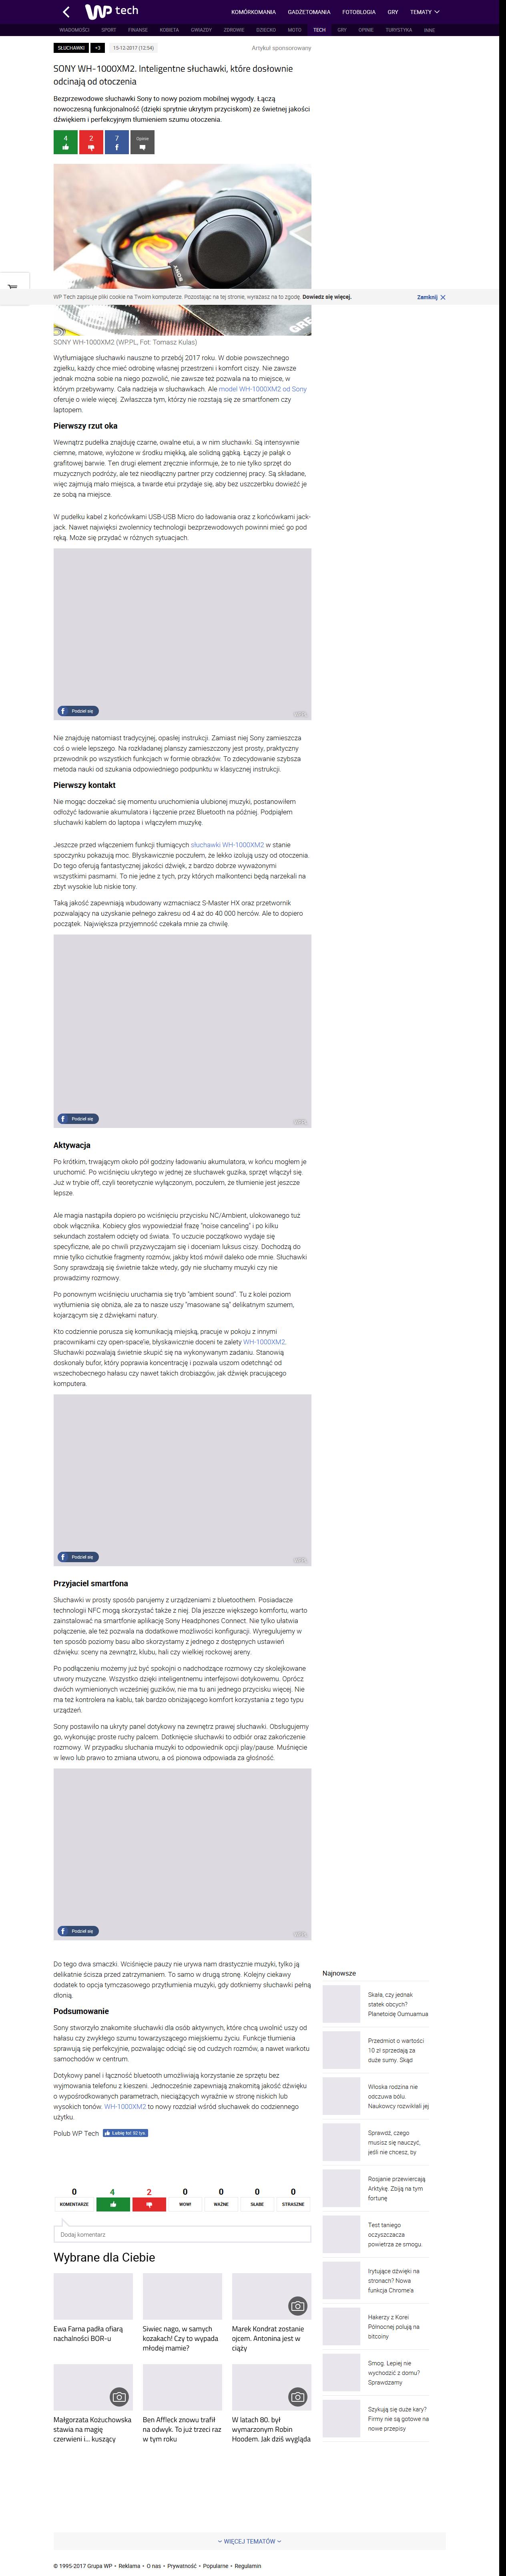 WP tech
KOMÓRKOMANIA GADŻETOMANIA FOTOBLOGIA GRY TEMATY
WIADOMOŚCI SPORT FINANSE KOBIETA GWIAZDY ZDROWIE DZIECKO MOTO TECH GRY OPINIE TURYSTYKA INNE
SŁUCHAWKI +3 15-12-2017 (12:54) Artykuł sponsorowany
SONY WH-1000XM2. Inteligentne słuchawki, które dosłownie
odcinają od otoczenia
Bezprzewodowe słuchawki Sony to nowy poziom mobilnej wygody. Łączą
nowoczesną funkcjonalność (dzięki sprytnie ukrytym przyciskom) ze świetnej jakości
dźwiękiem i perfekcyjnym tłumieniem szumu otoczenia.
4 2 7 Opinie
WP Tech zapisuje pliki cookie na Twoim komputerze. Pozostając na tej stronie, wyrażasz na to zgodę. Dowiedz się więcej. Zamknij
SONY WH-1000XM2 (WP.PL, Fot: Tomasz Kulas)
Wytłumiające słuchawki nauszne to przebój 2017 roku. W dobie powszechnego
zgiełku, każdy chce mieć odrobinę własnej przestrzeni i komfort ciszy. Nie zawsze
jednak można sobie na niego pozwolić, nie zawsze też pozwala na to miejsce, w
którym przebywamy. Cała nadzieja w słuchawkach. Ale model WH-1000XM2 od Sony
oferuje o wiele więcej. Zwłaszcza tym, którzy nie rozstają się ze smartfonem czy
laptopem.
Pierwszy rzut oka
Wewnątrz pudełka znajduję czarne, owalne etui, a w nim słuchawki. Są intensywnie
ciemne, matowe, wyłożone w środku miękką, ale solidną gąbką. Łączy je pałąk o
grafitowej barwie. Ten drugi element zręcznie informuje, że to nie tylko sprzęt do
muzycznych podróży, ale też nieodłączny partner przy codziennej pracy. Są składane,
więc zajmują mało miejsca, a twarde etui przydaje się, aby bez uszczerbku dowieźć je
ze sobą na miejsce.
W pudełku kabel z końcówkami USB-USB Micro do ładowania oraz z końcówkami jack-
jack. Nawet najwięksi zwolennicy technologii bezprzewodowych powinni mieć go pod
ręką. Może się przydać w różnych sytuacjach.
Podziel się
Nie znajduję natomiast tradycyjnej, opasłej instrukcji. Zamiast niej Sony zamieszcza
coś o wiele lepszego. Na rozkładanej planszy zamieszczony jest prosty, praktyczny
przewodnik po wszystkich funkcjach w formie obrazków. To zdecydowanie szybsza
metoda nauki od szukania odpowiedniego podpunktu w klasycznej instrukcji.
Pierwszy kontakt
Nie mogąc doczekać się momentu uruchomienia ulubionej muzyki, postanowiłem
odłożyć ładowanie akumulatora i łączenie przez Bluetooth na później. Podpiąłem
słuchawki kablem do laptopa i włączyłem muzykę.
Jeszcze przed włączeniem funkcji tłumiących słuchawki WH-1000XM2 w stanie
spoczynku pokazują moc. Błyskawicznie poczułem, że lekko izolują uszy od otoczenia.
Do tego oferują fantastycznej jakości dźwięk, z bardzo dobrze wyważonymi
wszystkimi pasmami. To nie jedne z tych, przy których malkontenci będą narzekali na
zbyt wysokie lub niskie tony.
Taką jakość zapewniają wbudowany wzmacniacz S-Master HX oraz przetwornik
pozwalający na uzyskanie pełnego zakresu od 4 aż do 40 000 herców. Ale to dopiero
początek. Największa przyjemność czekała mnie za chwilę.
Podziel się
Aktywacja
Po krótkim, trwającym około pół godziny ładowaniu akumulatora, w końcu mogłem je
uruchomić. Po wciśnięciu ukrytego w jednej ze słuchawek guzika, sprzęt włączył się.
Już w trybie off, czyli teoretycznie wyłączonym, poczułem, że tłumienie jest jeszcze
lepsze.
Ale magia nastąpiła dopiero po wciśnięciu przycisku NC/Ambient, ulokowanego tuż
obok włącznika. Kobiecy głos wypowiedział frazę "noise canceling" i po kilku
sekundach zostałem odcięty od świata. To uczucie początkowo wydaje się
specyficzne, ale po chwili przyzwyczajam się i doceniam luksus ciszy. Dochodzą do
mnie tylko cichutkie fragmenty rozmów, jakby ktoś mówił daleko ode mnie. Słuchawki
Sony sprawdzają się świetnie także wtedy, gdy nie słuchamy muzyki czy nie
prowadzimy rozmowy.
Po ponownym wciśnięciu uruchamia się tryb "ambient sound". Tu z kolei poziom
wytłumienia się obniża, ale za to nasze uszy "masowane są" delikatnym szumem,
kojarzącym się z dźwiękami natury.
Kto codziennie porusza się komunikacją miejską, pracuje w pokoju z innymi
pracownikami czy open-space'ie, błyskawicznie doceni te zalety WH-1000XM2.
Słuchawki pozwalają świetnie skupić się na wykonywanym zadaniu. Stanowią
doskonały bufor, który poprawia koncentrację i pozwala uszom odetchnąć od
wszechobecnego hałasu czy nawet takich drobiazgów, jak dźwięk pracującego
komputera.
Podziel się
Przyjaciel smartfona
Słuchawki w prosty sposób parujemy z urządzeniami z bluetoothem. Posiadacze
technologii NFC mogą skorzystać także z niej. Dla jeszcze większego komfortu, warto
zainstalować na smartfonie aplikację Sony Headphones Connect. Nie tylko ułatwia
połączenie, ale też pozwala na dodatkowe możliwości konfiguracji. Wyregulujemy w
ten sposób poziomy basu albo skorzystamy z jednego z dostępnych ustawień
dźwięku: sceny na zewnątrz, klubu, hali czy wielkiej rockowej areny.
Po podłączeniu możemy już być spokojni o nadchodzące rozmowy czy skolejkowane
utwory muzyczne. Wszystko dzięki inteligentnemu interfejsowi dotykowemu. Oprócz
dwóch wymienionych wcześniej guzików, nie ma tu ani jednego przycisku więcej. Nie
ma też kontrolera na kablu, tak bardzo obniżającego komfort korzystania z tego typu
urządzeń.
Sony postawiło na ukryty panel dotykowy na zewnątrz prawej słuchawki. Obsługujemy
go, wykonując proste ruchy palcem. Dotknięcie słuchawki to odbiór oraz zakończenie
rozmowy. W przypadku słuchania muzyki to odpowiednik opcji play/pause. Muśnięcie
w lewo lub prawo to zmiana utworu, a oś pionowa odpowiada za głośność.
Podziel się
Do tego dwa smaczki. Wciśnięcie pauzy nie urywa nam drastycznie muzyki, tylko ją
delikatnie ścisza przed zatrzymaniem. To samo w drugą stronę. Kolejny ciekawy
dodatek to opcja tymczasowego przytłumienia muzyki, gdy dotkniemy słuchawki pełną
dłonią.
Podsumowanie
Sony stworzyło znakomite słuchawki dla osób aktywnych, które chcą uwolnić uszy od
hałasu czy zwykłego szumu towarzyszącego miejskiemu życiu. Funkcje tłumienia
sprawują się perfekcyjnie, pozwalając odciąć się od cudzych rozmów, a nawet warkotu
samochodów w centrum.
Dotykowy panel i łączność bluetooth umożliwiają korzystanie ze sprzętu bez
wyjmowania telefonu z kieszeni. Jednocześnie zapewniają znakomitą jakość dźwięku
o wypośrodkowanych parametrach, niezwiązujących wyraźnie w stronę niskich lub
wysokich tonów. WH-1000XM2 to nowy rozdział wśród słuchawek do codziennego
użytku.
Polub WP Tech Lubię to! 92 tys.
0 4 2 0 0 0 0
KOMENTARZE WOW! WAŻNE SŁABE STRASZNE
Dodaj komentarz
Wybrane dla Ciebie
Ewa Farna padła ofiarą
nachalności BOR-u
Siwiec nago, w samych
kozakach! Czy to wypada
młodej mamie?
Marek Kondrat zostanie
ojcem. Antonina jest w
ciąży
Małgorzata Kożuchowska
stawia na magię
czerwieni i... kuszący
Ben Affleck znowu trafił
na odwyk. To już trzeci raz
w tym roku
W latach 80. był
wymarzonym Robin
Hoodem. Jak dziś wygląda
Najnowsze
Skała, czy jednak
statek obcych?
Planetoidę Oumuamua
Przedmiot o wartości
10 zł sprzedają za
duże sumy. Skąd
Włoska rodzina nie
odczuwa bólu.
Naukowcy rozwikłali jej
Sprawdź, czego
musisz się nauczyć,
jeśli nie chcesz, by
Rosjanie przewiercają
Arktykę. Zbiją na tym
fortunę
Test taniego
oczyszczacza
powietrza ze smogu.
Irytujące dźwięki na
stronach? Nowa
funkcja Chrome'a
Hakerzy z Korei
Północnej polują na
bitcoiny
Smog. Lepiej nie
wychodzić z domu?
Sprawdzamy
Szykują się duże kary?
Firmy nie są gotowe na
nowe przepisy
WIĘCEJ TEMATÓW
© 1995-2017 Grupa WP • Reklama • O nas • Prywatność • Popularne • Regulamin